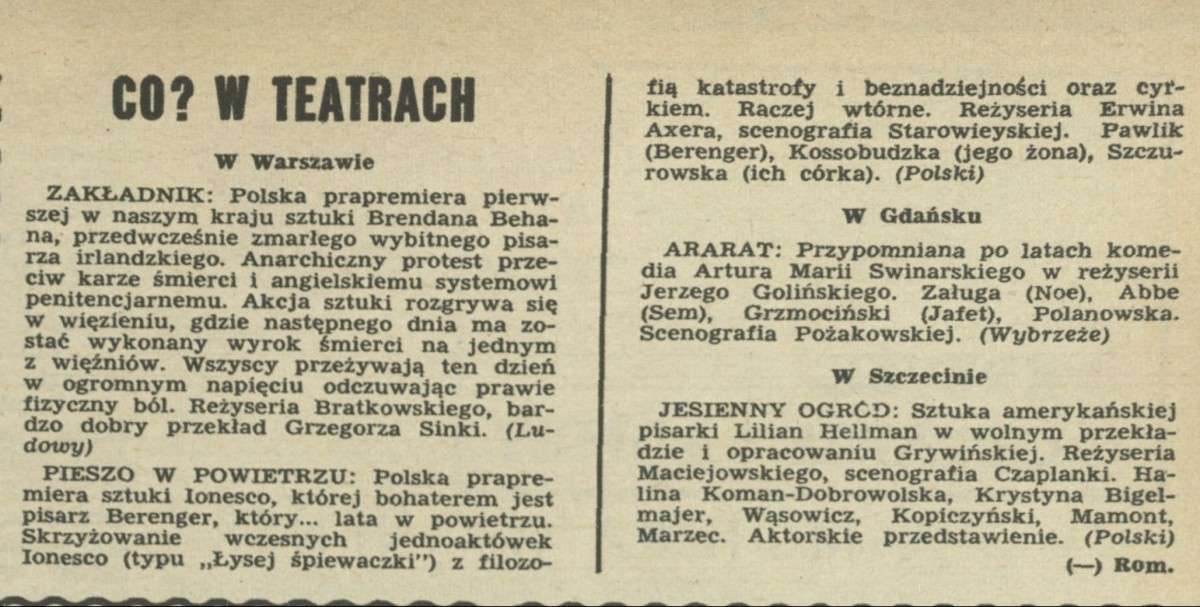 CO? W TEATRACH
W Warszawie
ZAKŁADNIK: Polska prapremiera pierw-
szej w naszym kraju sztuki Brendana Beha-
na, przedwcześnie zmarłego wybitnego pisa-
rza irlandzkiego. Anarchiczny protest prze-
ciw karze śmierci i angielskiemu systemowi
penitencjarnemu. Akcja sztuki rozgrywa się
w więzieniu, gdzie następnego dnia ma zo-
stać wykonany wyrok śmierci na jednym
z więźniów. Wszyscy przeżywają ten dzień
w ogromnym napięciu odczuwając prawie
fizyczny ból. Reżyseria Bratkowskiego, bar-
dzo dobry przekład Grzegorza Sinki. (Lu-
dowy)
PIESZO W POWIETRZU: Polska prapre-
miera sztuki Ionesco, której bohaterem jest
pisarz Berenger, który... lata w powietrzu.
Skrzyżowanie wczesnych jednoaktówek
Ionesco (typu „Łysej śpiewaczki") z filozo-
fią katastrofy i beznadziejności oraz cyr-
kiem. Raczej wtórne. Reżyseria Erwina
Axera, scenografia Starowieyskiej. Pawlik
(Berenger), Kossobudzka (jego żona), Szczu-
rowska (ich córka). (Polski)
W Gdańsku
ARARAT: Przypomniana po latach kome-
dia Artura Marii Swinarskiego w reżyserii
Jerzego Golińskiego. Załuga (Noe), Abbe
(Sem), Grzmociński (Jafet), Polanowska.
Scenografia Pożakowskiej. (Wybrzeże)
W Szczecinie
JESIENNY OGRÓD: Sztuka amerykańskiej
pisarki Lilian Hellman w wolnym przekła-
dzie i opracowaniu Grywińskiej. Reżyseria
Maciejowskiego, scenografia Czaplanki. Ha-
lina Koman-Dobrowolska, Krystyna Bigel-
majer, Wąsowicz, Kopiczyński, Mamont,
Marzec. Aktorskie przedstawienie. (Polski)
(—) Rom.